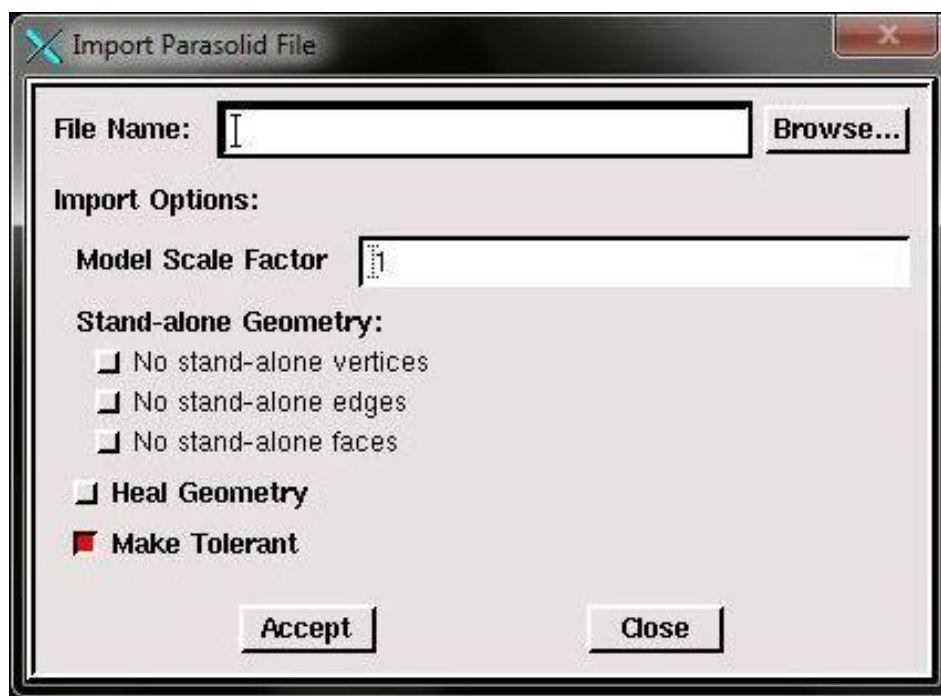 Import Parasolid File
File Name: Browse...
Import Options:
Model Scale Factor 1
Stand-alone Geometry:
No stand-alone vertices
No stand-alone edges
No stand-alone faces
Heal Geometry
Make Tolerant
Accept Close